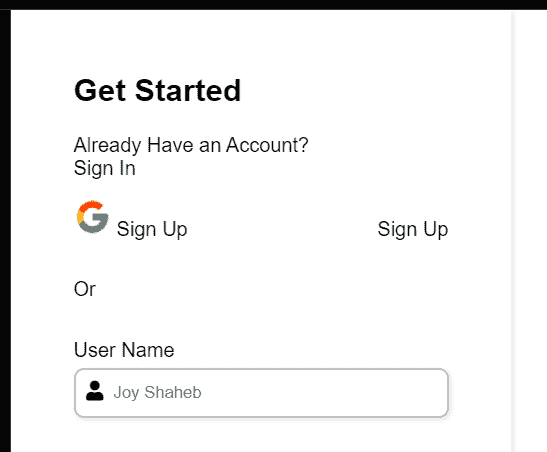 Get Started
Already Have an Account?
Sign In
Sign Up Sign Up
Or
User Name
Joy Shaheb